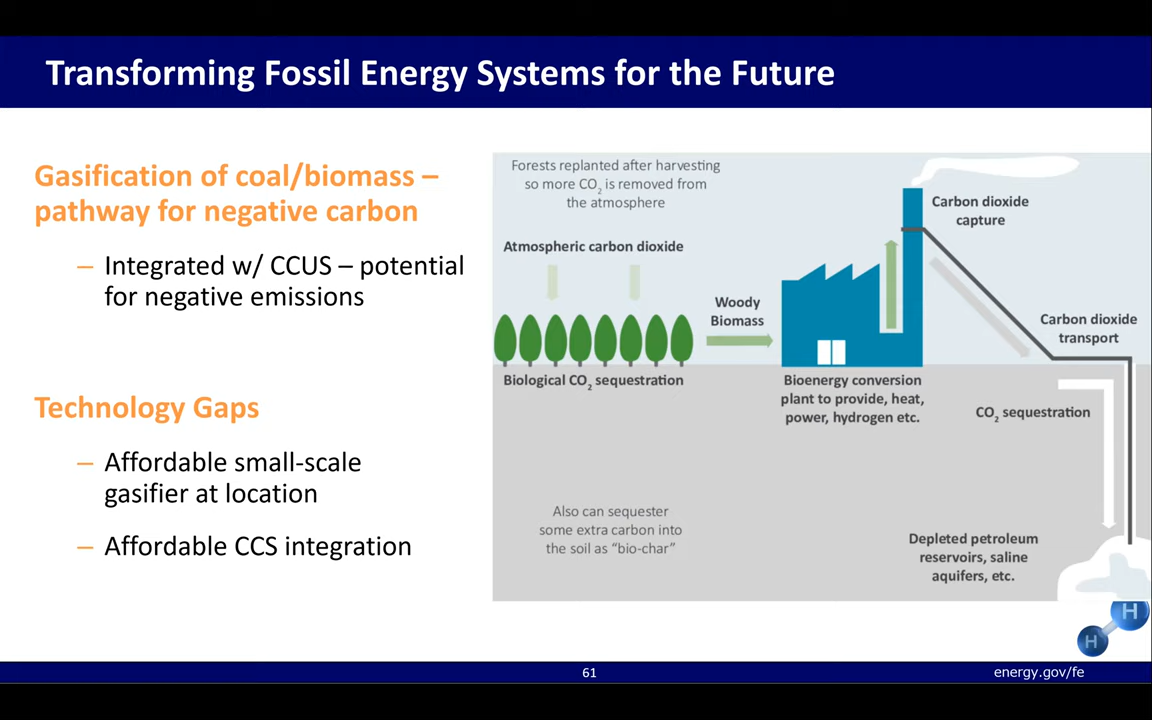 Transforming Fossil Energy Systems for the Future
Gasification of coal/biomass –
pathway for negative carbon
– Integrated w/ CCUS – potential
for negative emissions
Technology Gaps
– Affordable small-scale
gasifier at location
– Affordable CCS integration
Forests replanted after harvesting
so more CO2 is removed from
the atmosphere
Atmospheric carbon dioxide
Woody
Biomass
Carbon dioxide
capture
Carbon dioxide
transport
Biological CO2 sequestration
Bioenergy conversion
plant to provide, heat,
power, hydrogen etc.
CO2 sequestration
Also can sequester
some extra carbon into
the soil as “bio-char”
Depleted petroleum
reservoirs, saline
aquifers, etc.
H
H
61
energy.gov/fe